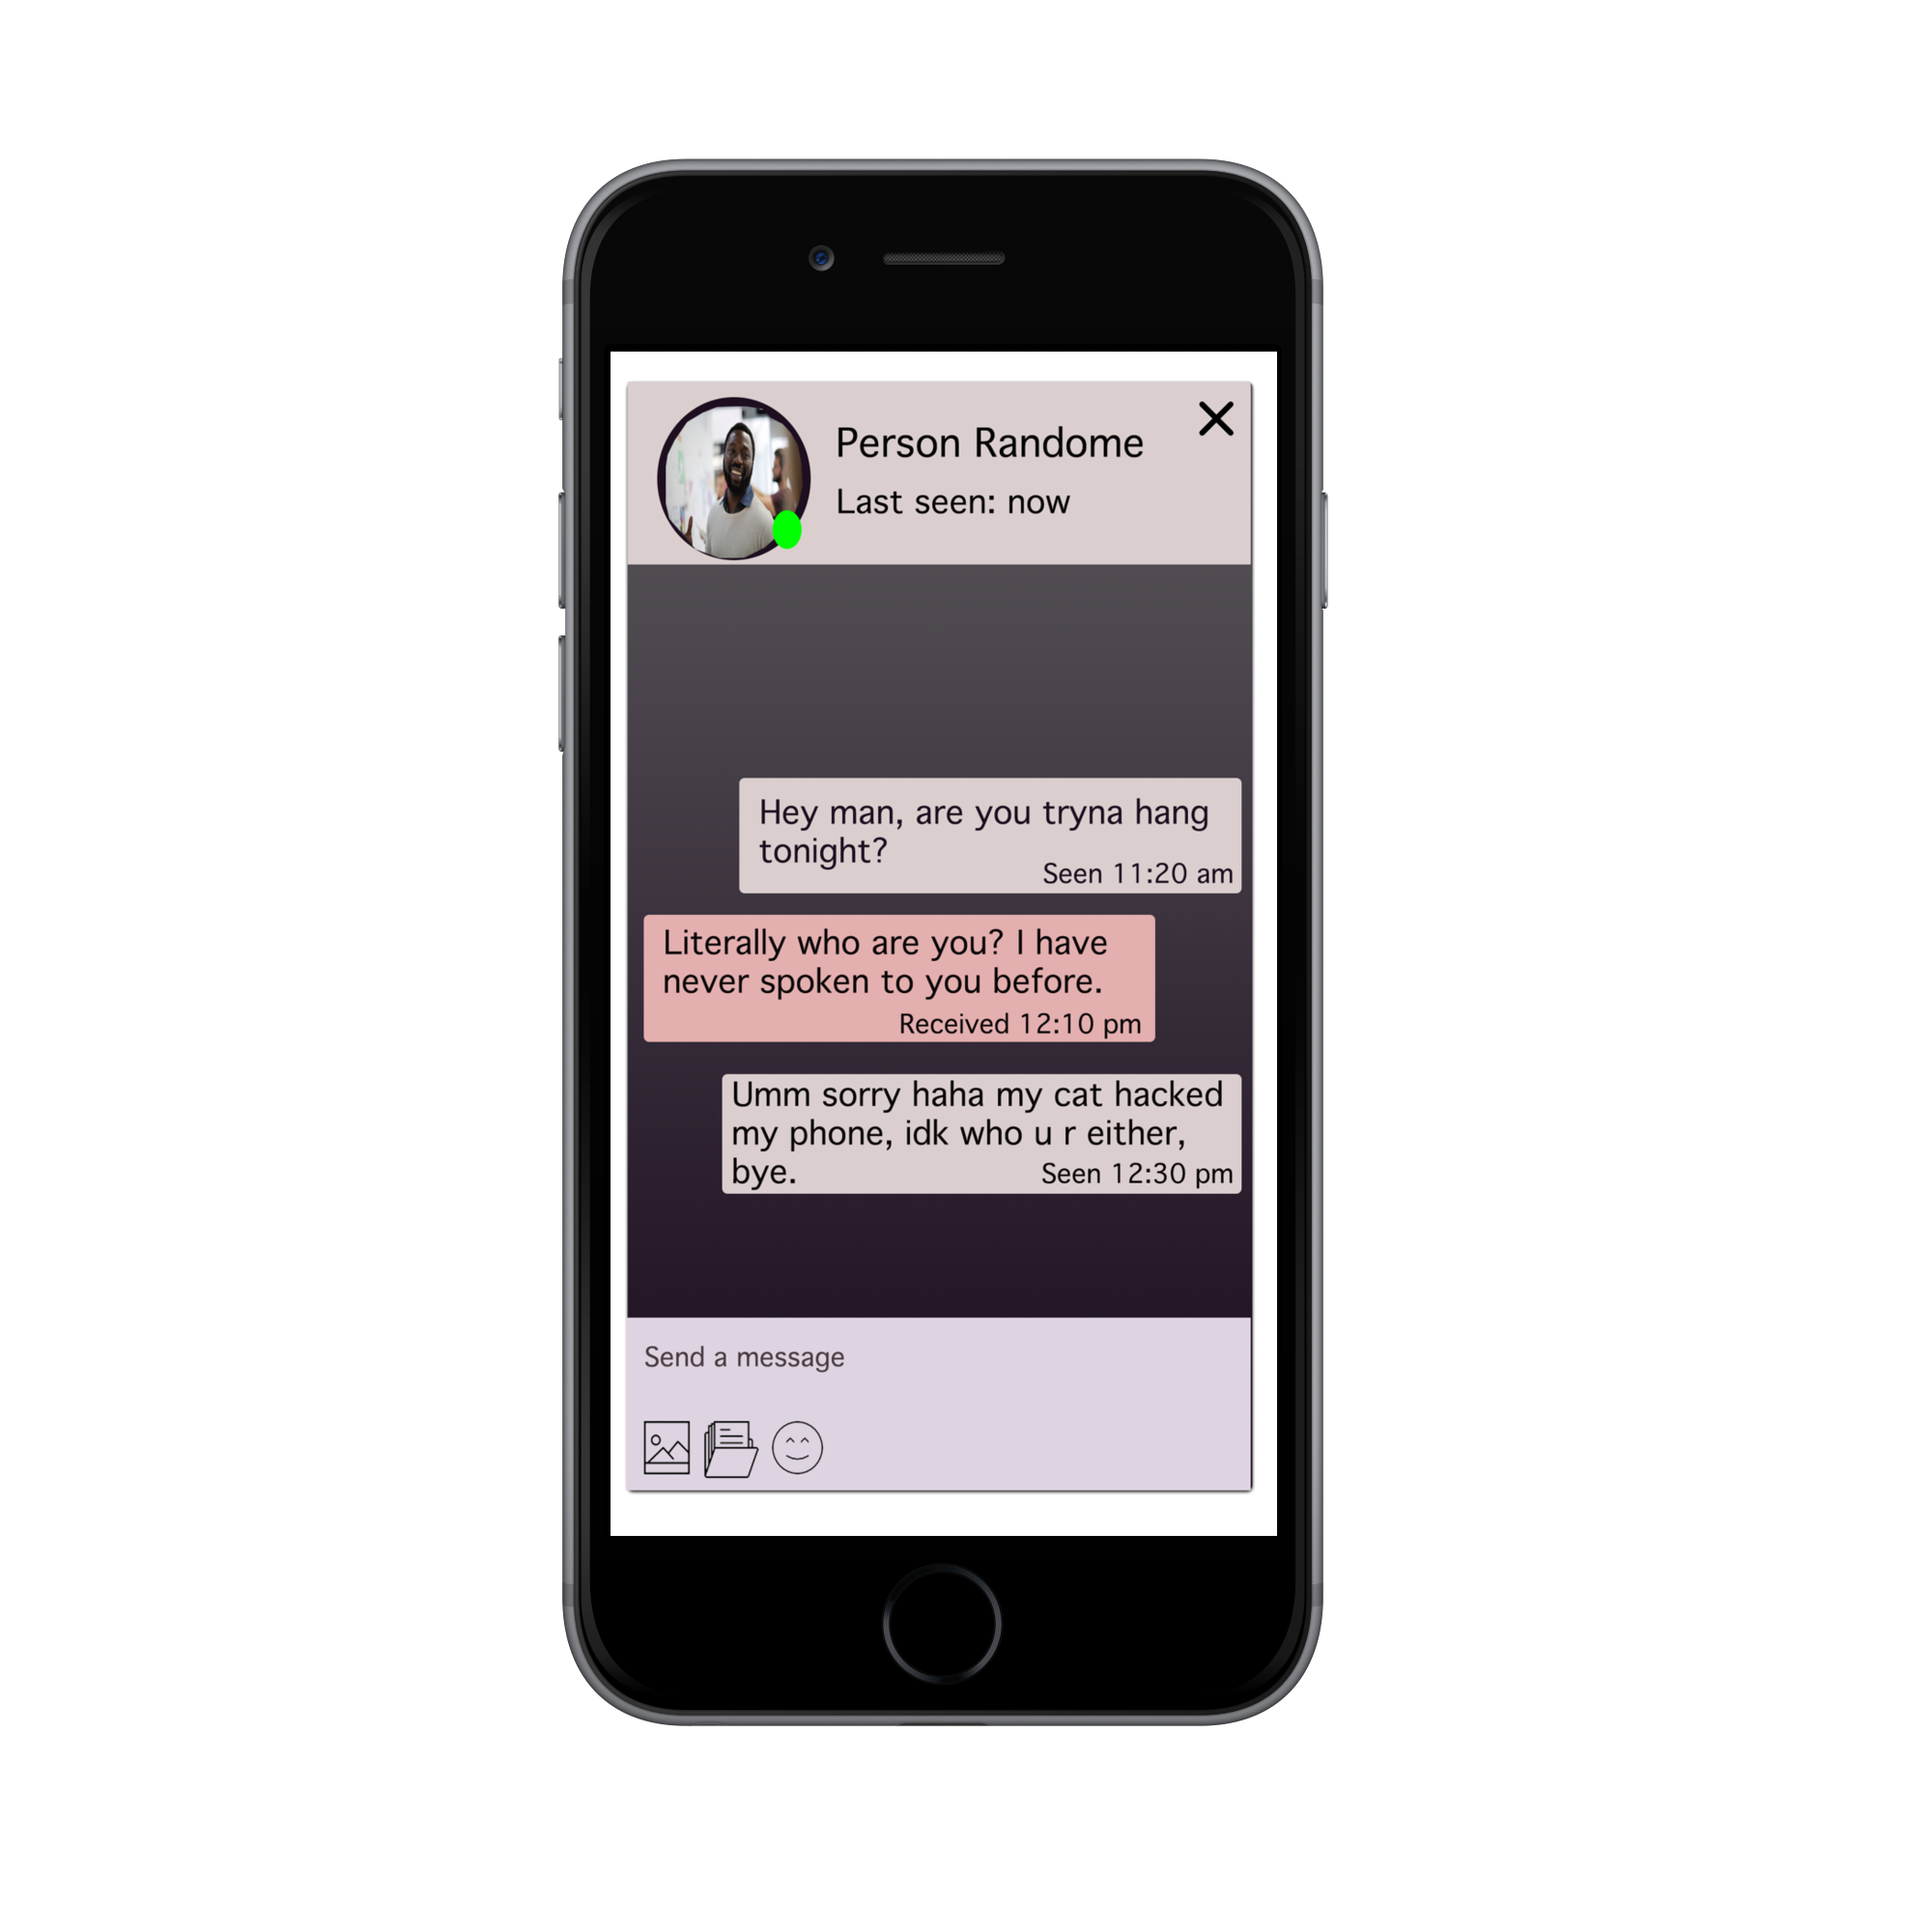 Person Randome
Last seen: now
Hey man, are you tryna hang
tonight?
Seen 11:20 am
Literally who are you? I have
never spoken to you before.
Received 12:10 pm
Umm sorry haha my cat hacked
my phone, idk who u r either,
bye.
Seen 12:30 pm
Send a message